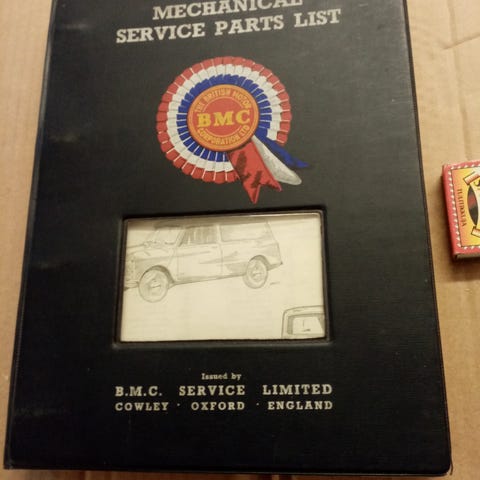 MECHANICAL
SERVICE PARTS LIST
THE BRITISH MOTOR
BMC
CORPORATION LTD
Issued by
B.M.C. SERVICE LIMITED
COWLEY · OXFORD · ENGLAND